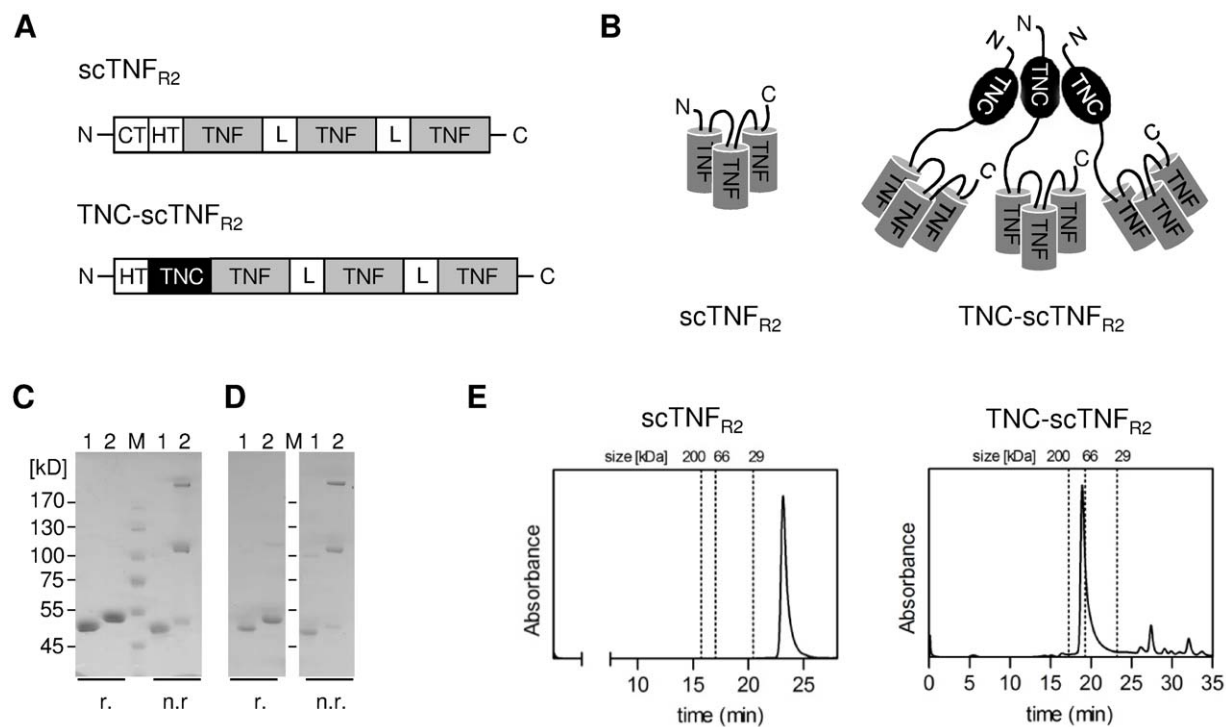 A
scTNFR2
N CT HT TNF L TNF L TNF C
TNC-scTNFR2
N HT TNC TNF L TNF L TNF C
B
N C
TNF TNF TNF
scTNFR2
N N N
TNC TNC TNC
C C C
TNF TNF TNF TNF TNF TNF TNF TNF TNF
TNC-scTNFR2
C
1 2 M 1 2
[kD]
170
130
100
75
55
45
r. n.r
D
1 2 M 1 2
r. n.r.
E
scTNFR2
size [kDa] 200 66 29
Absorbance
10 15 20 25
time (min)
TNC-scTNFR2
size [kDa] 200 66 29
Absorbance
0 5 10 15 20 25 30 35
time (min)